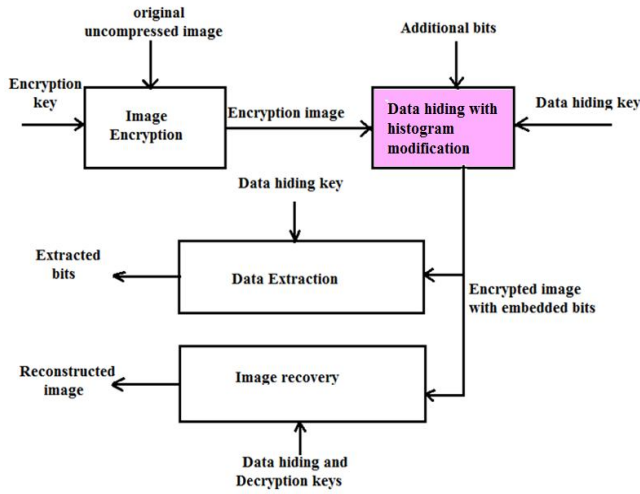 original
uncompressed image
Additional bits
Encryption
key
Image
Encryption
Encryption image
Data hiding with
histogram
modification
Data hiding key
Data hiding key
Extracted
bits
Data Extraction
Encrypted image
with embedded bits
Reconstructed
image
Image recovery
Data hiding and
Decryption keys